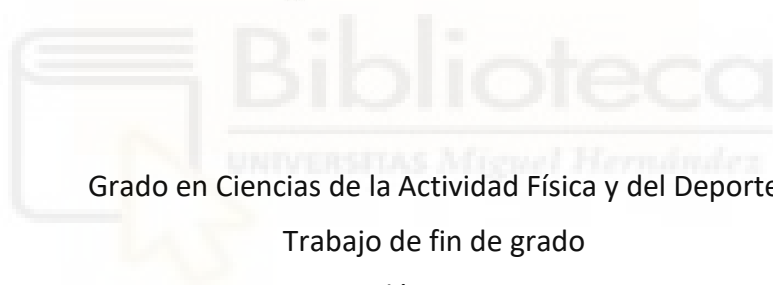 Biblioteca
UNIVERSITAS Miguel Hernández
Grado en Ciencias de la Actividad Física y del Deporte
Trabajo de fin de grado